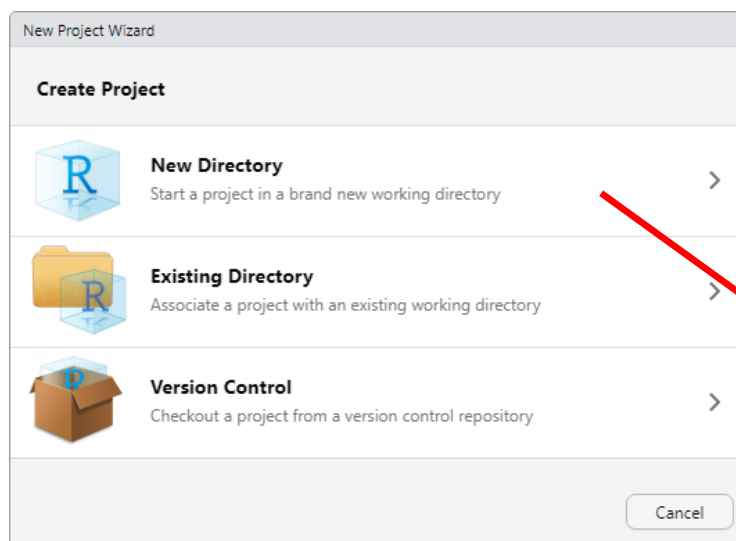 New Project Wizard
Create Project
R
New Directory
Start a project in a brand new working directory
R
Existing Directory
Associate a project with an existing working directory
R
Version Control
Checkout a project from a version control repository
Cancel